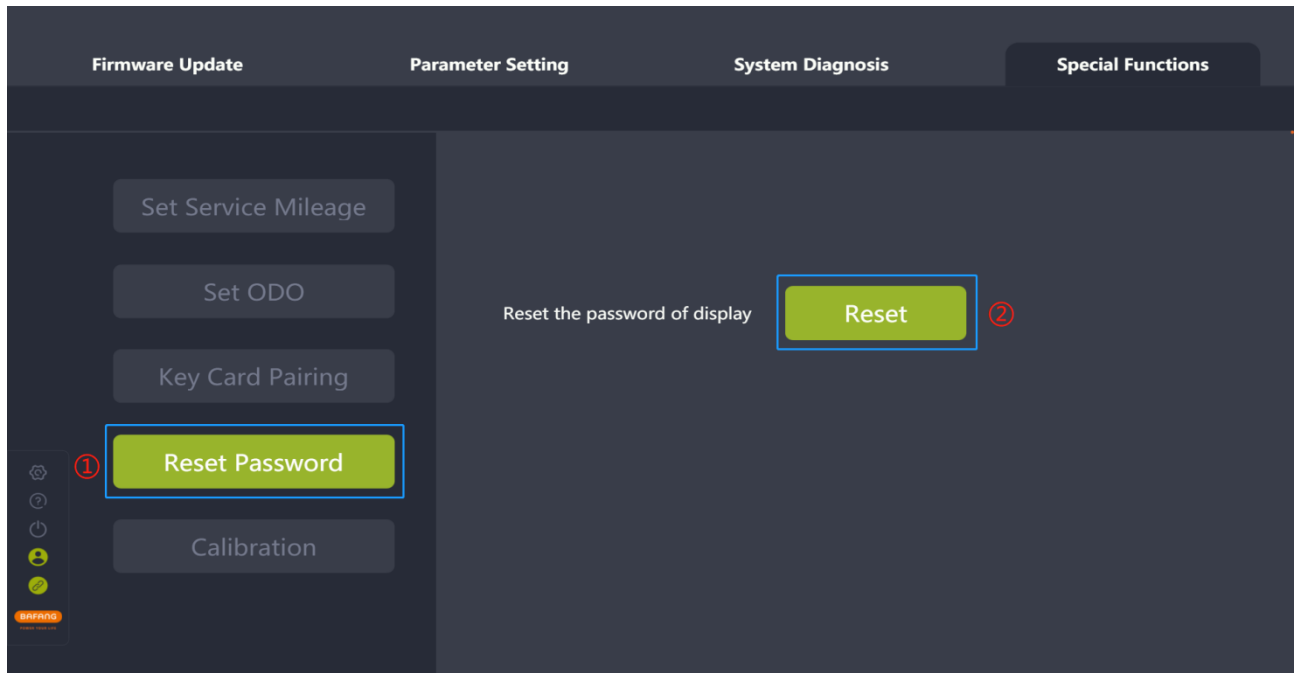 Firmware Update
Parameter Setting
System Diagnosis
Special Functions
Set Service Mileage
Set ODO
Reset the password of display
Reset
②
Key Card Pairing
①
Reset Password
Calibration
BAFANG